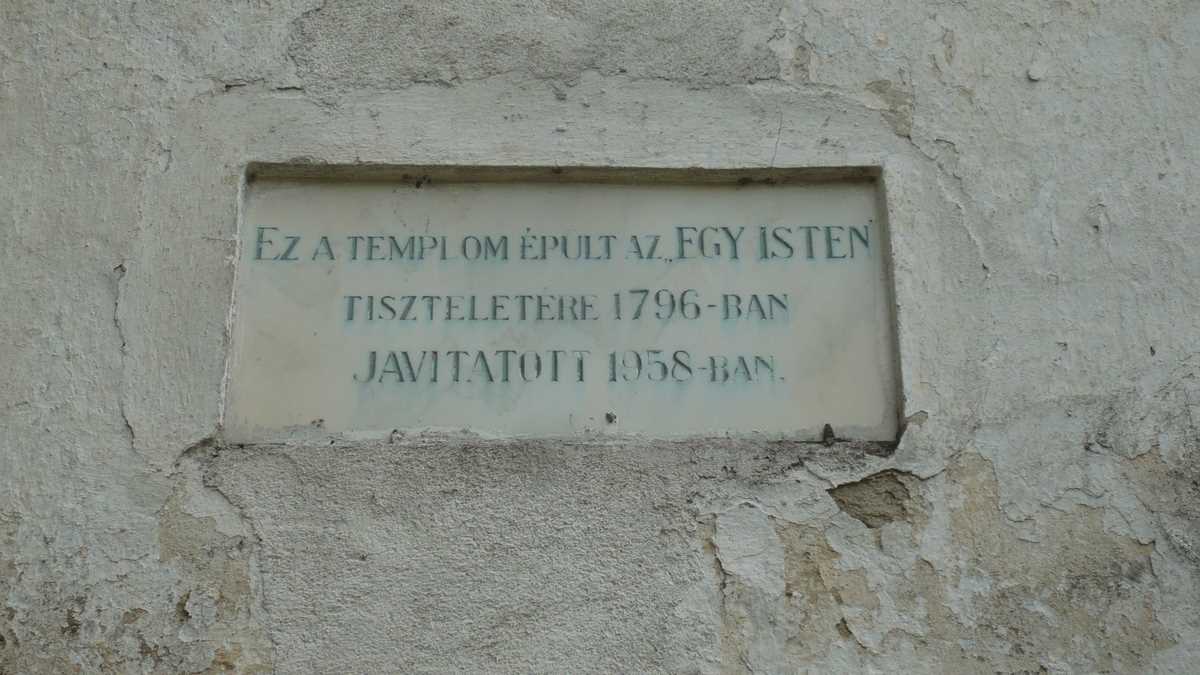 EZ A TEMPLOM ÉPULT AZ „EGY ISTEN"
TISZTELETÉRE 1796-BAN
JAVITATOTT 1958-BAN.